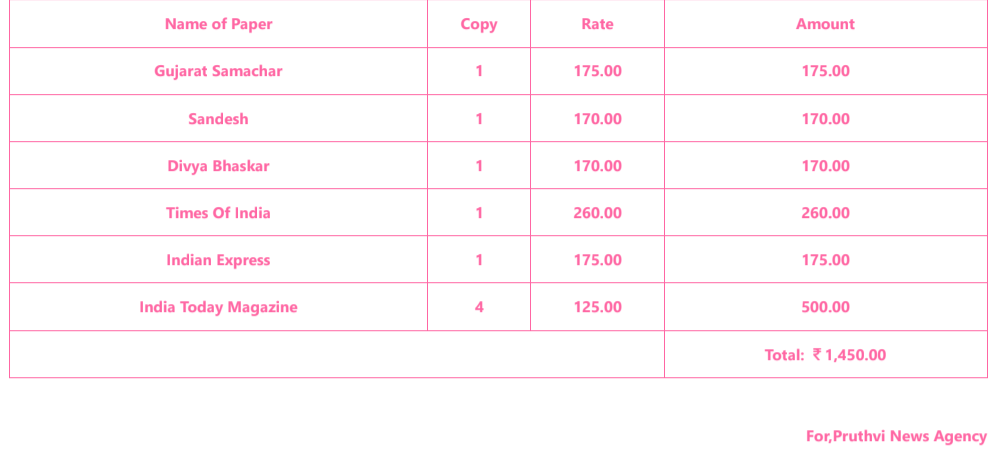 Name of Paper Copy Rate Amount
Gujarat Samachar 1 175.00 175.00
Sandesh 1 170.00 170.00
Divya Bhaskar 1 170.00 170.00
Times Of India 1 260.00 260.00
Indian Express 1 175.00 175.00
India Today Magazine 4 125.00 500.00
Total: ₹ 1,450.00
For,Pruthvi News Agency